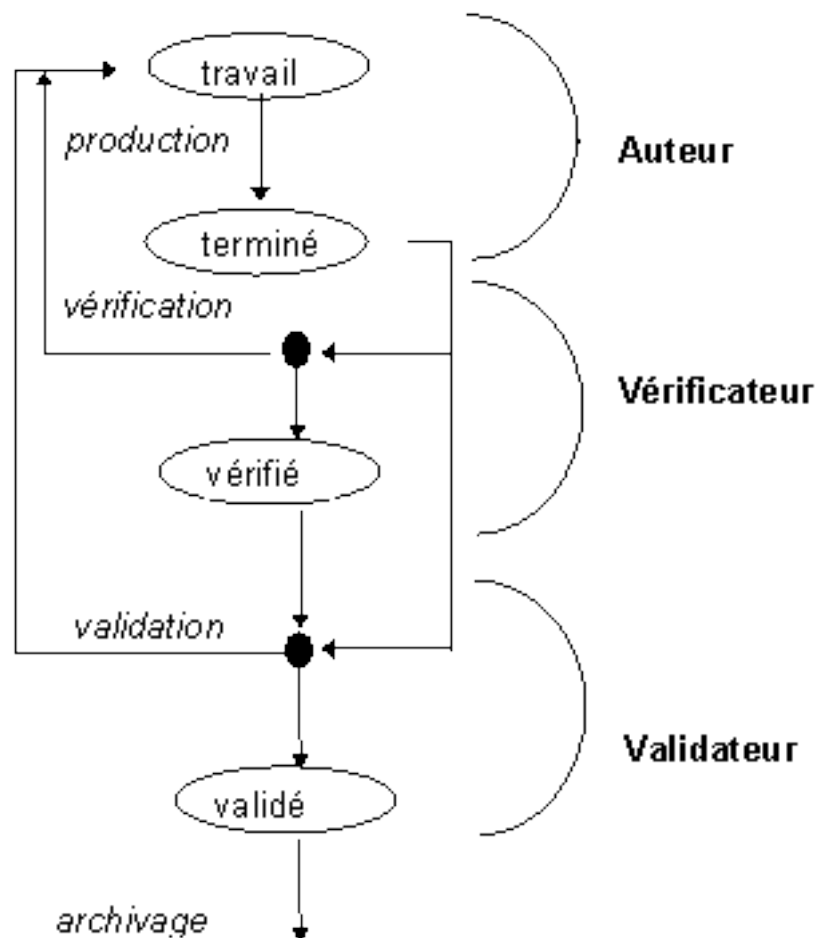 travail
production
Auteur
terminé
vérification
Vérificateur
vérifié
validation
Validateur
validé
archivage